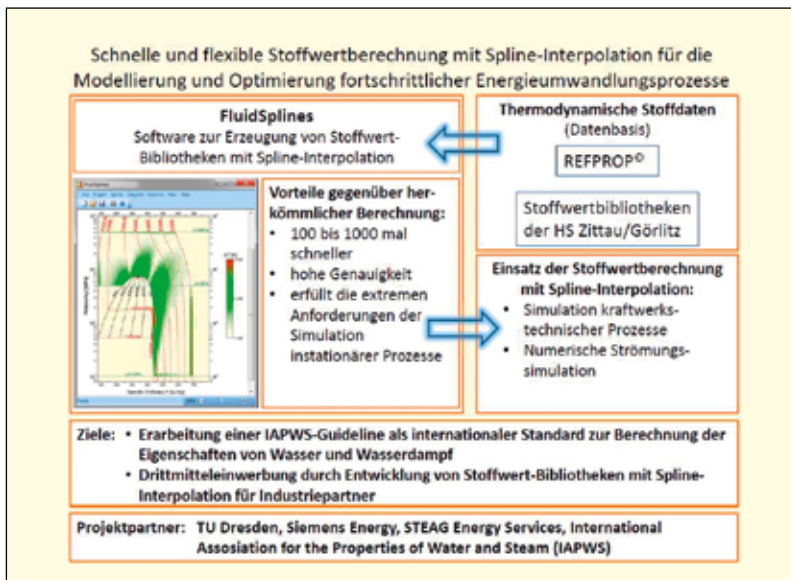 Schnelle und flexible Stoffwertberechnung mit Spline-Interpolation für die
Modellierung und Optimierung fortschrittlicher Energieumwandlungsprozesse
FluidSplines
Software zur Erzeugung von Stoffwert-
Bibliotheken mit Spline-Interpolation
Thermodynamische Stoffdaten
(Datenbasis)
REFPROP©
Stoffwertbibliotheken
der HS Zittau/Görlitz
Vorteile gegenüber her-
kömmlicher Berechnung:
• 100 bis 1000 mal
schneller
• hohe Genauigkeit
• erfüllt die extremen
Anforderungen der
Simulation
instationärer Prozesse
Einsatz der Stoffwertberechnung
mit Spline-Interpolation:
• Simulation kraftwerks-
technischer Prozesse
• Numerische Strömungs-
simulation
Ziele: • Erarbeitung einer IAPWS-Guideline als internationaler Standard zur Berechnung der
Eigenschaften von Wasser und Wasserdampf
• Drittmitteleinwerbung durch Entwicklung von Stoffwert-Bibliotheken mit Spline-
Interpolation für Industriepartner
Projektpartner: TU Dresden, Siemens Energy, STEAG Energy Services, International
Assosiation for the Properties of Water and Steam (IAPWS)